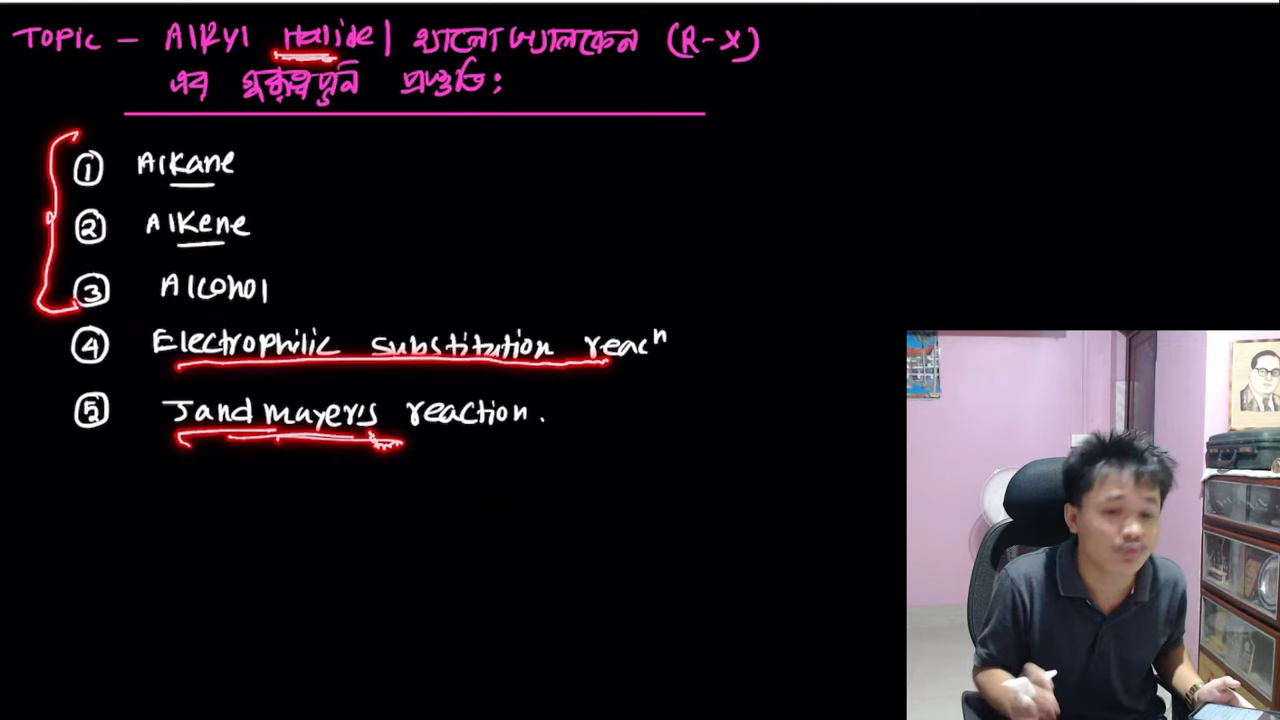 TOPIC – Alkyl Halide | হ্যালো অ্যালকেন (R-X)
এর গুরুত্বপূর্ণ প্রস্তুতি:
① Alkane
② Alkene
③ Alcohol
④ Electrophilic substitution reacⁿ
⑤ Sandmayer's reaction.